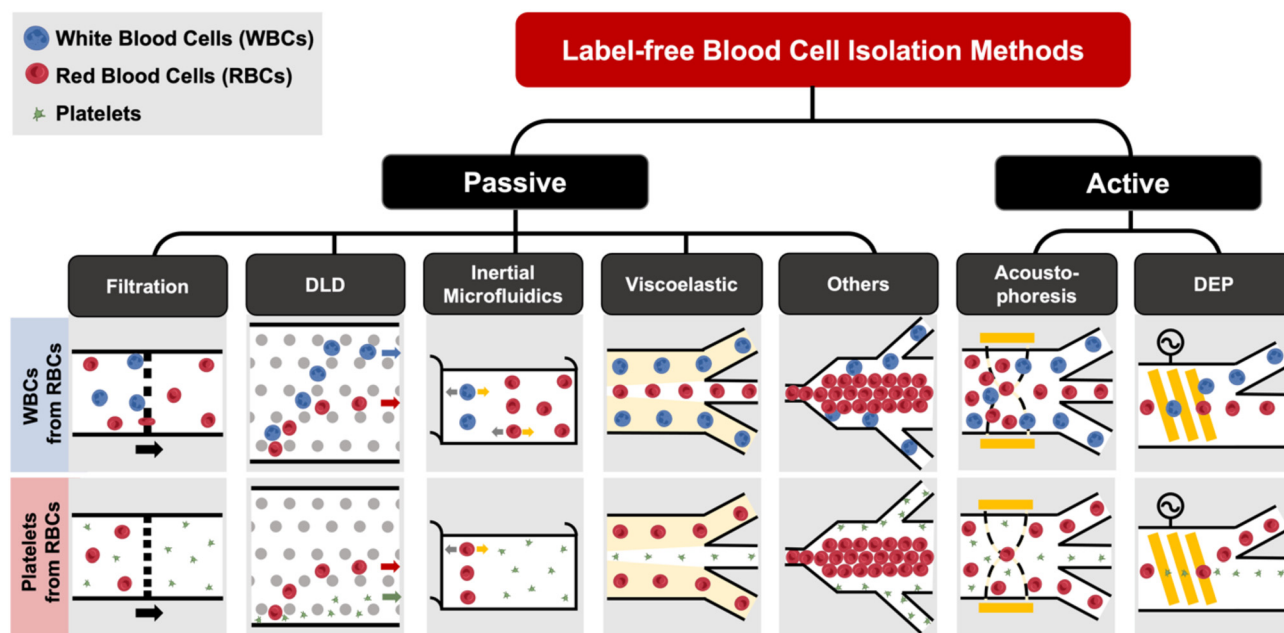 White Blood Cells (WBCs)
Red Blood Cells (RBCs)
Platelets
Label-free Blood Cell Isolation Methods
Passive
Active
Filtration
DLD
Inertial
Microfluidics
Viscoelastic
Others
Acousto-
phoresis
DEP
WBCs
from RBCs
Platelets
from RBCs